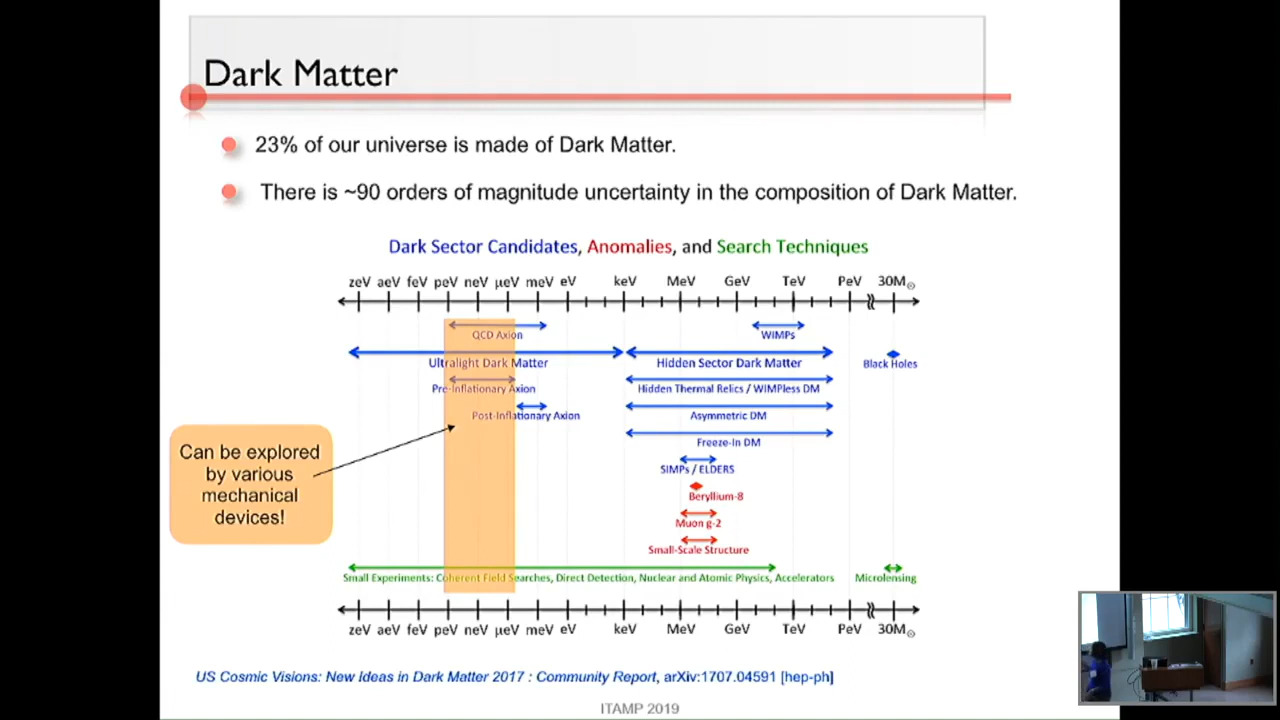 Dark Matter
23% of our universe is made of Dark Matter.
There is ~90 orders of magnitude uncertainty in the composition of Dark Matter.
Dark Sector Candidates, Anomalies, and Search Techniques
zeV aeV feV peV neV μeV meV eV keV MeV GeV TeV PeV 30M⊙
QCD Axion
WIMPs
Ultralight Dark Matter
Hidden Sector Dark Matter
Black Holes
Pre-Inflationary Axion
Hidden Thermal Relics / WIMPless DM
Post-Inflationary Axion
Asymmetric DM
Freeze-In DM
SIMPs / ELDERS
Beryllium-8
Muon g-2
Small-Scale Structure
Can be explored
by various
mechanical
devices!
Small Experiments: Coherent Field Searches, Direct Detection, Nuclear and Atomic Physics, Accelerators
Microlensing
zeV aeV feV peV neV μeV meV eV keV MeV GeV TeV PeV 30M⊙
US Cosmic Visions: New Ideas in Dark Matter 2017 : Community Report, arXiv:1707.04591 [hep-ph]
ITAMP 2019